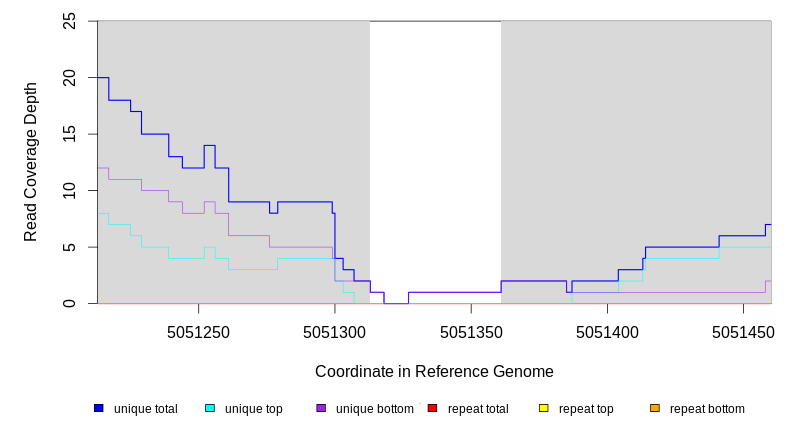 25
20
15
10
5
0
Read Coverage Depth
5051250 5051300 5051350 5051400 5051450
Coordinate in Reference Genome
unique total unique top unique bottom repeat total repeat top repeat bottom